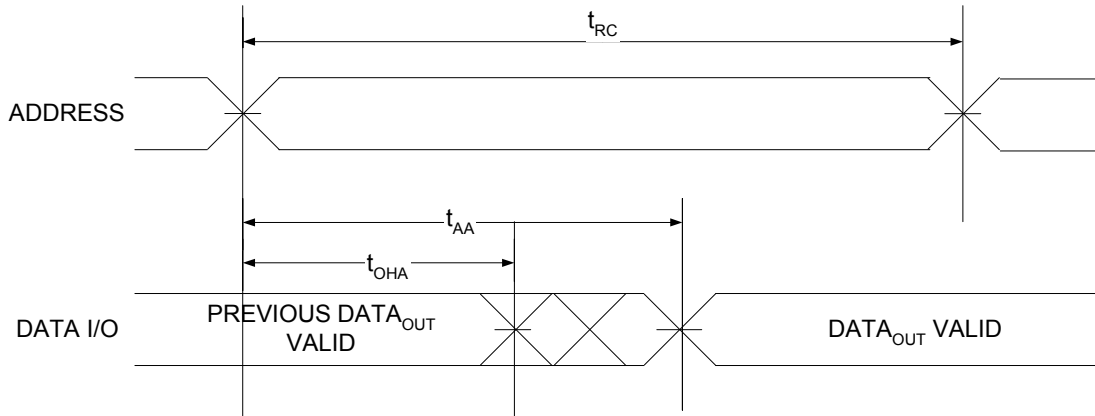 tRC
ADDRESS
tAA
tOHA
DATA I/O
PREVIOUS DATAOUT
VALID
DATAOUT VALID